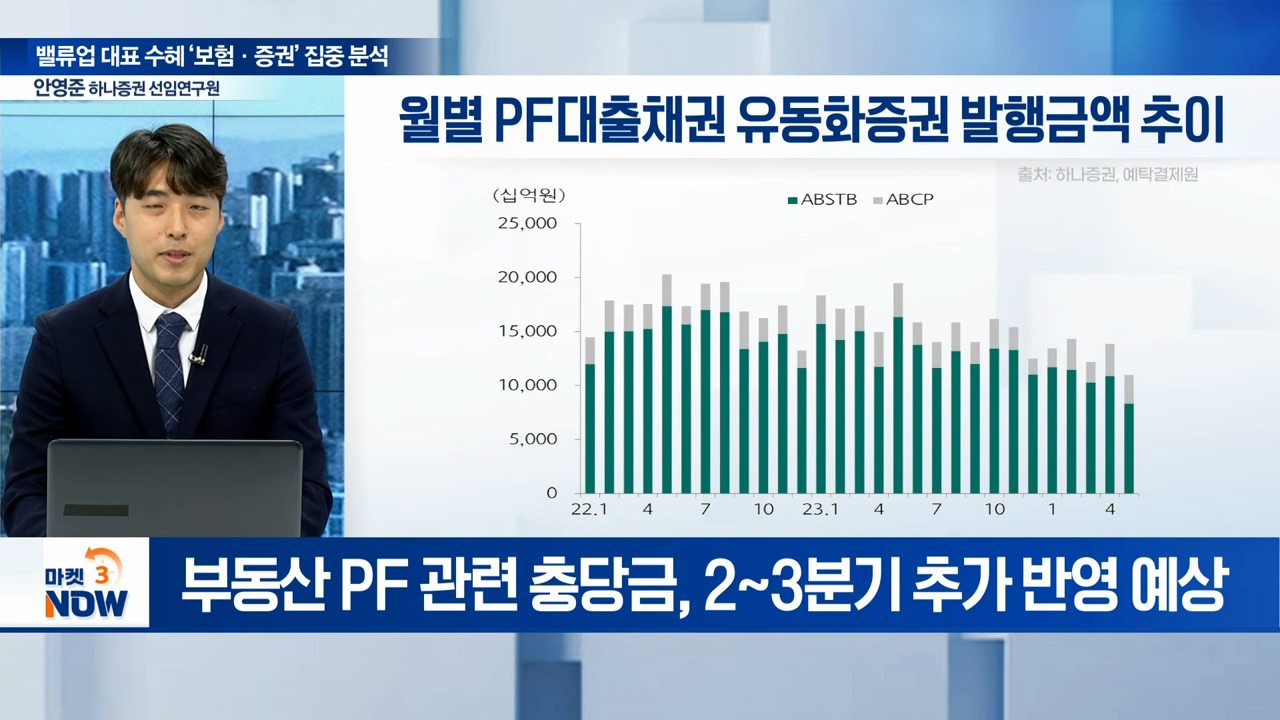 밸류업 대표 수혜 ‘보험 · 증권’ 집중 분석
안영준 하나증권 선임연구원
월별 PF대출채권 유동화증권 발행금액 추이
출처: 하나증권, 예탁결제원
(십억원)
ABSTB ABCP
25,000
20,000
15,000
10,000
5,000
0
22.1 4 7 10 23.1 4 7 10 1 4
마켓 3
NOW
부동산 PF 관련 충당금, 2~3분기 추가 반영 예상